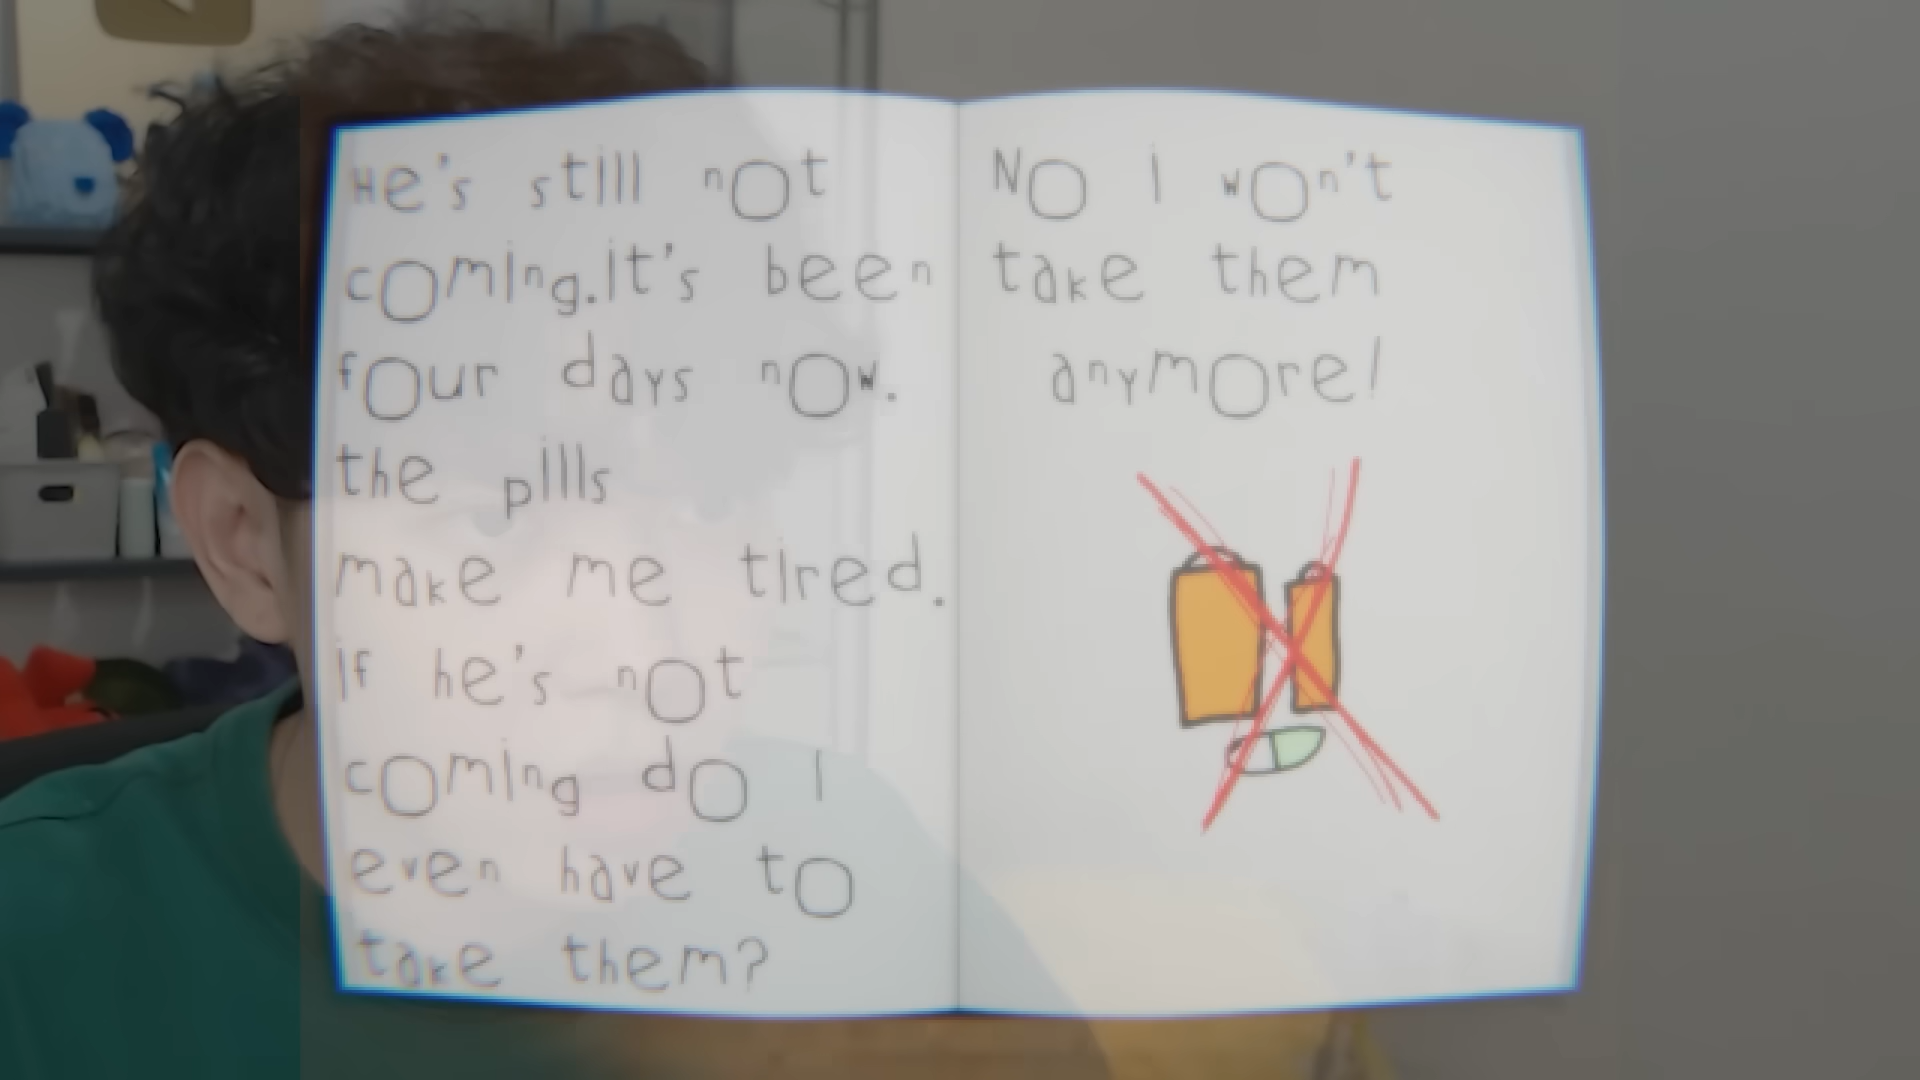 He's still not
coming.it's been
four days now.
the pills
make me tired.
if he's not
coming do i
even have to
take them?
No i won't
take them
anymore!